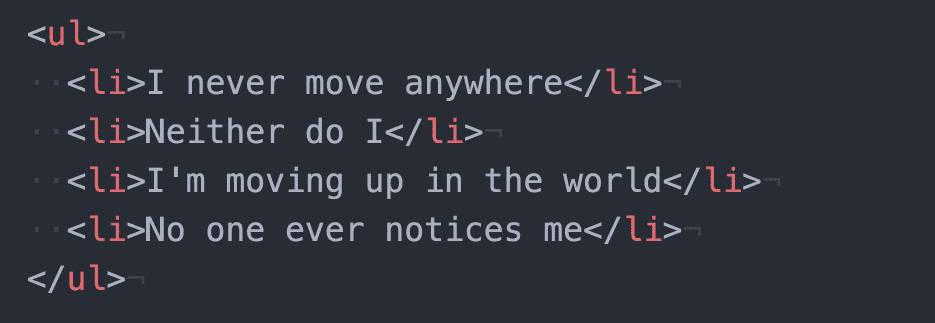 <ul>¬
··<li>I never move anywhere</li>¬
··<li>Neither do I</li>¬
··<li>I'm moving up in the world</li>¬
··<li>No one ever notices me</li>¬
</ul>¬